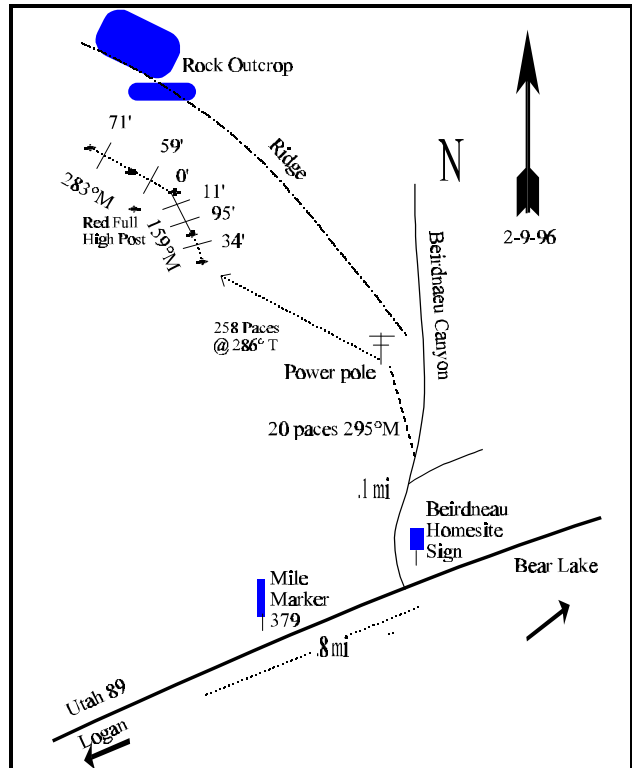 Rock Outcrop
71'
59'
0'
Ridge
N
283°M
11'
Red Full
High Post
95'
159°M
34'
2-9-96
Beirdnaeu Canyon
258 Paces
@ 286° T
Power pole
20 paces 295°M
.1 mi
Beirdneau
Homesite
Sign
Bear Lake
Mile
Marker
379
.8 mi
Utah 89
Logan